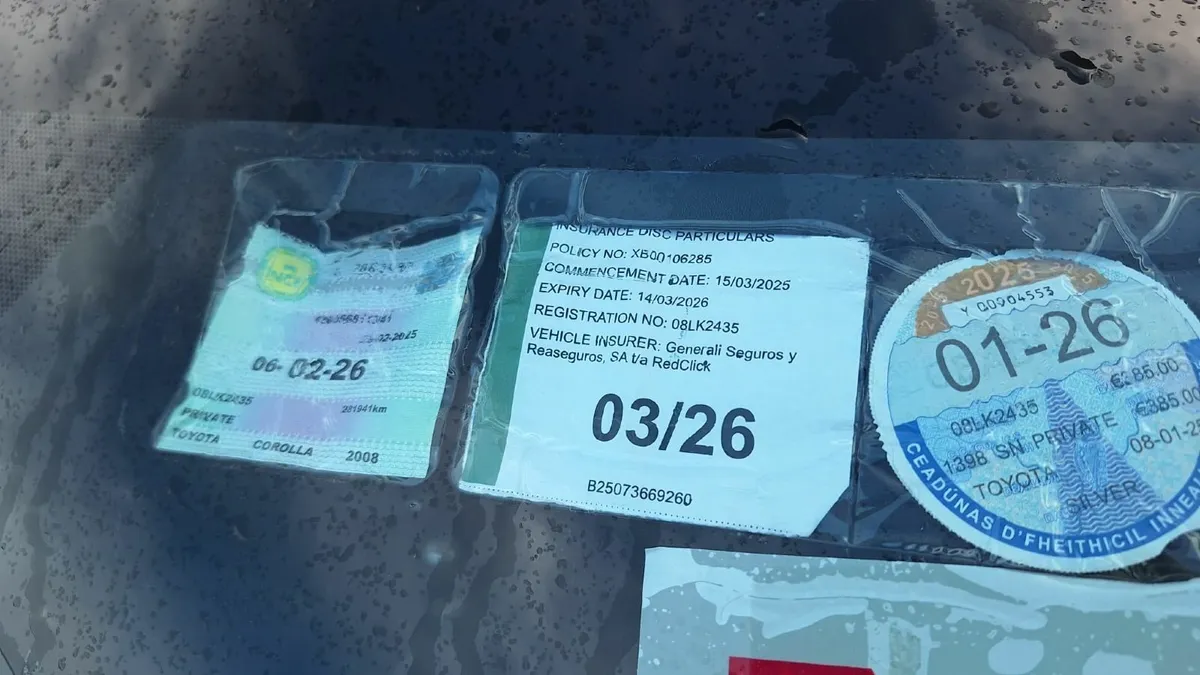 06-02-26
08LK2435
281941km
PRIVATE
TOYOTA COROLLA 2008
INSURANCE DISC PARTICULARS
POLICY NO: XB00106285
COMMENCEMENT DATE: 15/03/2025
EXPIRY DATE: 14/03/2026
REGISTRATION NO: 08LK2435
VEHICLE INSURER: Generali Seguros y
Reaseguros, SA t/a RedClick
03/26
B25073669260
2025
Y 00904553
01-26
€385.00
08LK2435
€385.00
1398 SN PRIVATE
08-01-25
TOYOTA
SILVER
CEADÚNAS D'FHEITHICIL INNEA